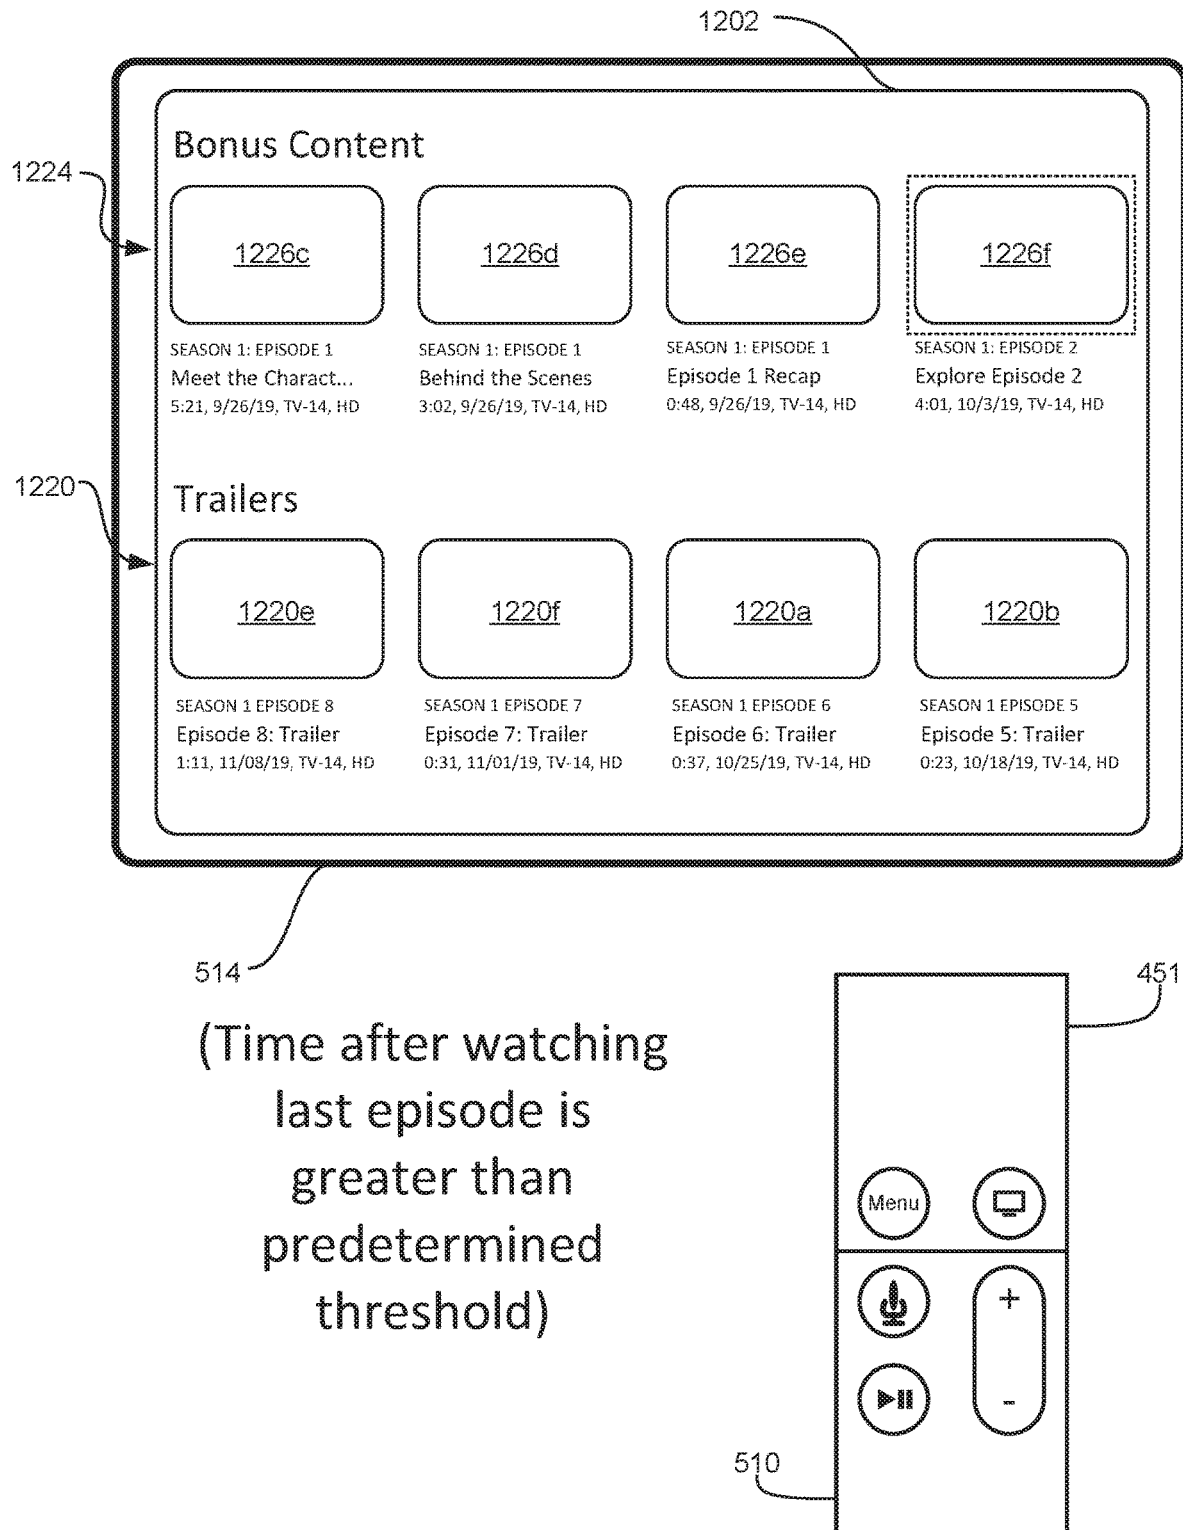 1202
Bonus Content
1224
1226c
1226d
1226e
1226f
SEASON 1: EPISODE 1
Meet the Charact...
5:21, 9/26/19, TV-14, HD
SEASON 1: EPISODE 1
Behind the Scenes
3:02, 9/26/19, TV-14, HD
SEASON 1: EPISODE 1
Episode 1 Recap
0:48, 9/26/19, TV-14, HD
SEASON 1: EPISODE 2
Explore Episode 2
4:01, 10/3/19, TV-14, HD
1220
Trailers
1220e
1220f
1220a
1220b
SEASON 1 EPISODE 8
Episode 8: Trailer
1:11, 11/08/19, TV-14, HD
SEASON 1 EPISODE 7
Episode 7: Trailer
0:31, 11/01/19, TV-14, HD
SEASON 1 EPISODE 6
Episode 6: Trailer
0:37, 10/25/19, TV-14, HD
SEASON 1 EPISODE 5
Episode 5: Trailer
0:23, 10/18/19, TV-14, HD
514
451
(Time after watching
last episode is
greater than
predetermined
threshold)
Menu
+
-
510